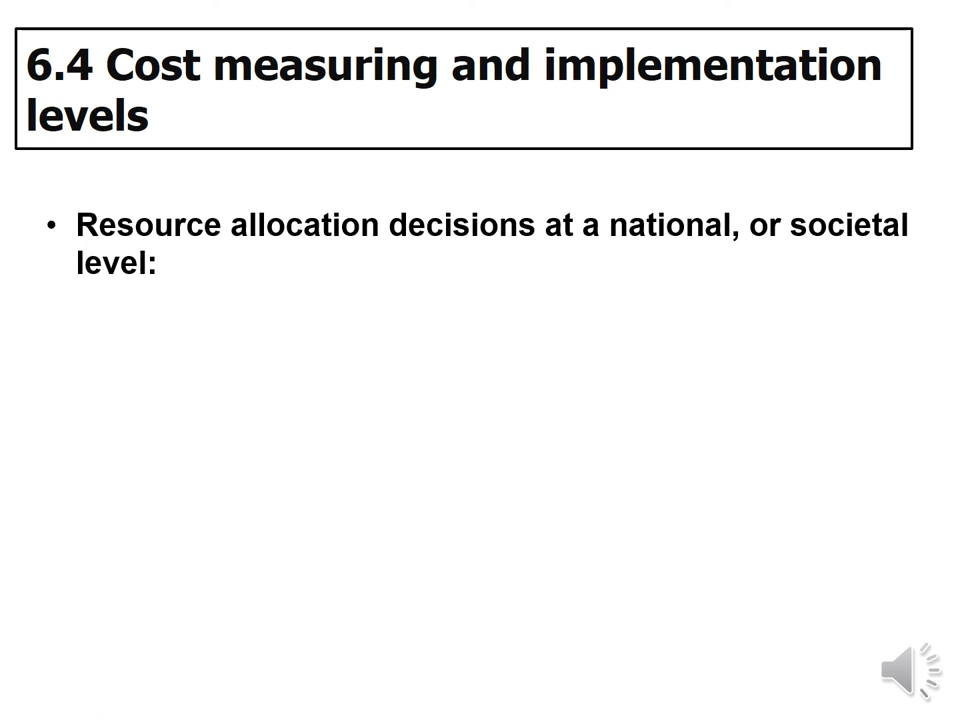 6.4 Cost measuring and implementation
levels
• Resource allocation decisions at a national, or societal
level: